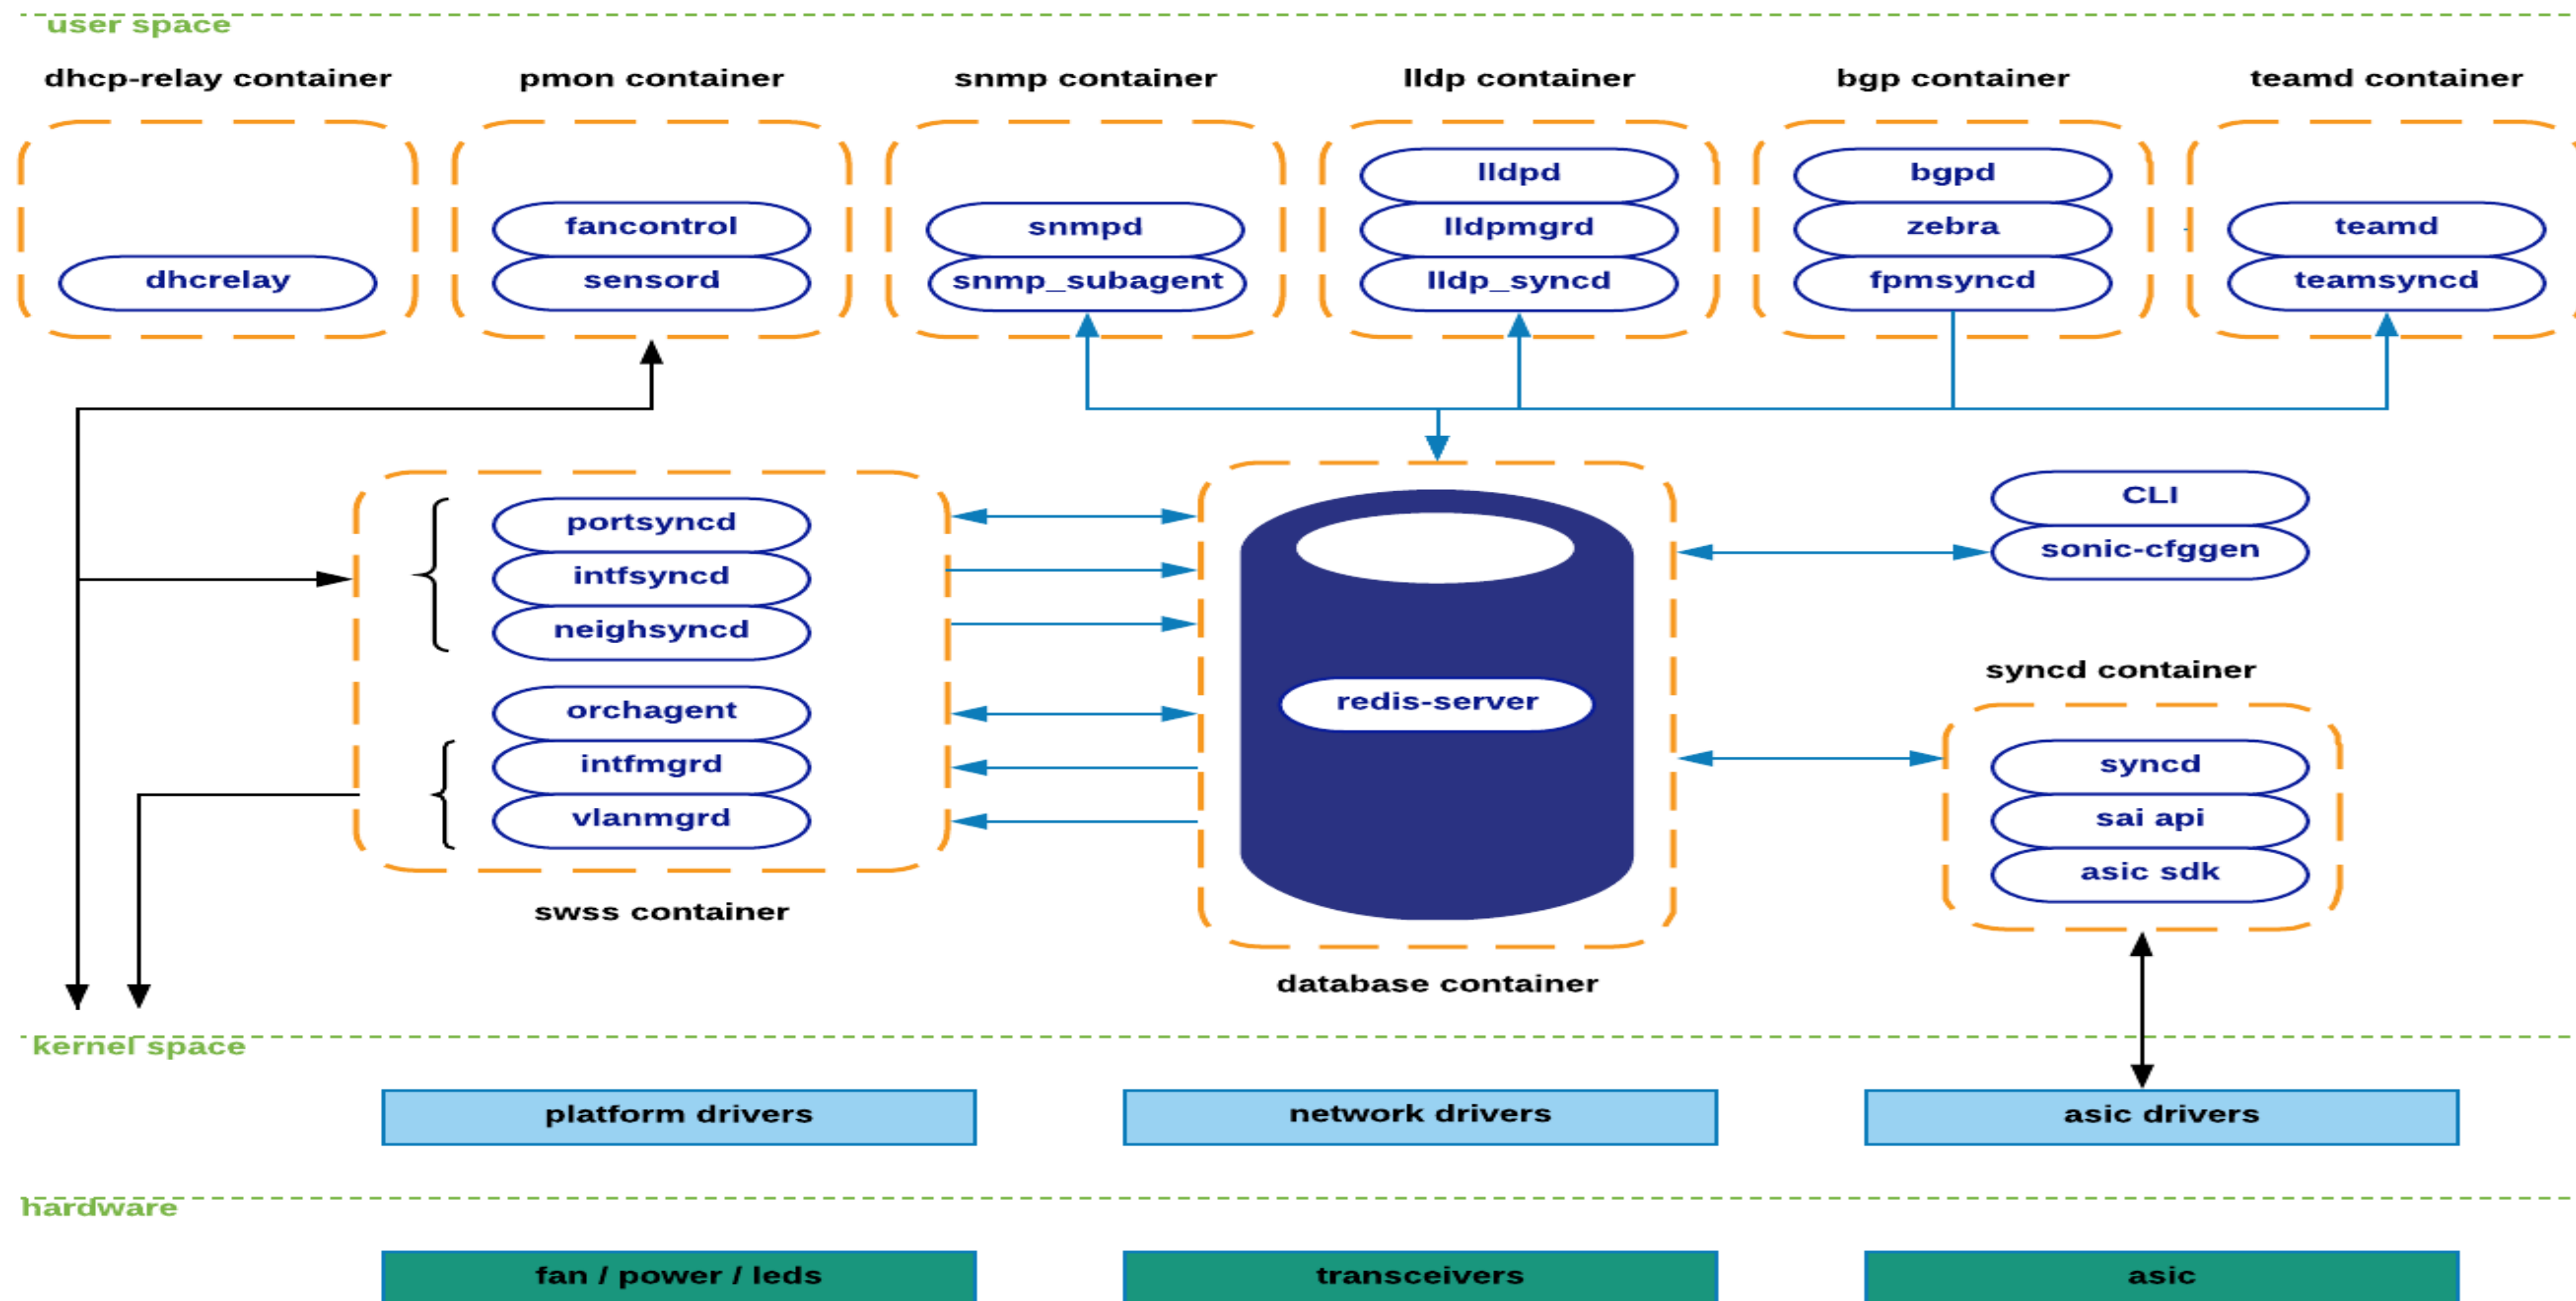 user space
dhcp-relay container
pmon container
snmp container
lldp container
bgp container
teamd container
dhcrelay
fancontrol
sensord
snmpd
snmp_subagent
lldpd
lldpmgrd
lldp_syncd
bgpd
zebra
fpmsyncd
teamd
teamsyncd
portsyncd
intfsyncd
neighsyncd
orchagent
intfmgrd
vlanmgrd
swss container
redis-server
database container
CLI
sonic-cfggen
syncd container
syncd
sai api
asic sdk
kernel space
platform drivers
network drivers
asic drivers
hardware
fan / power / leds
transceivers
asic